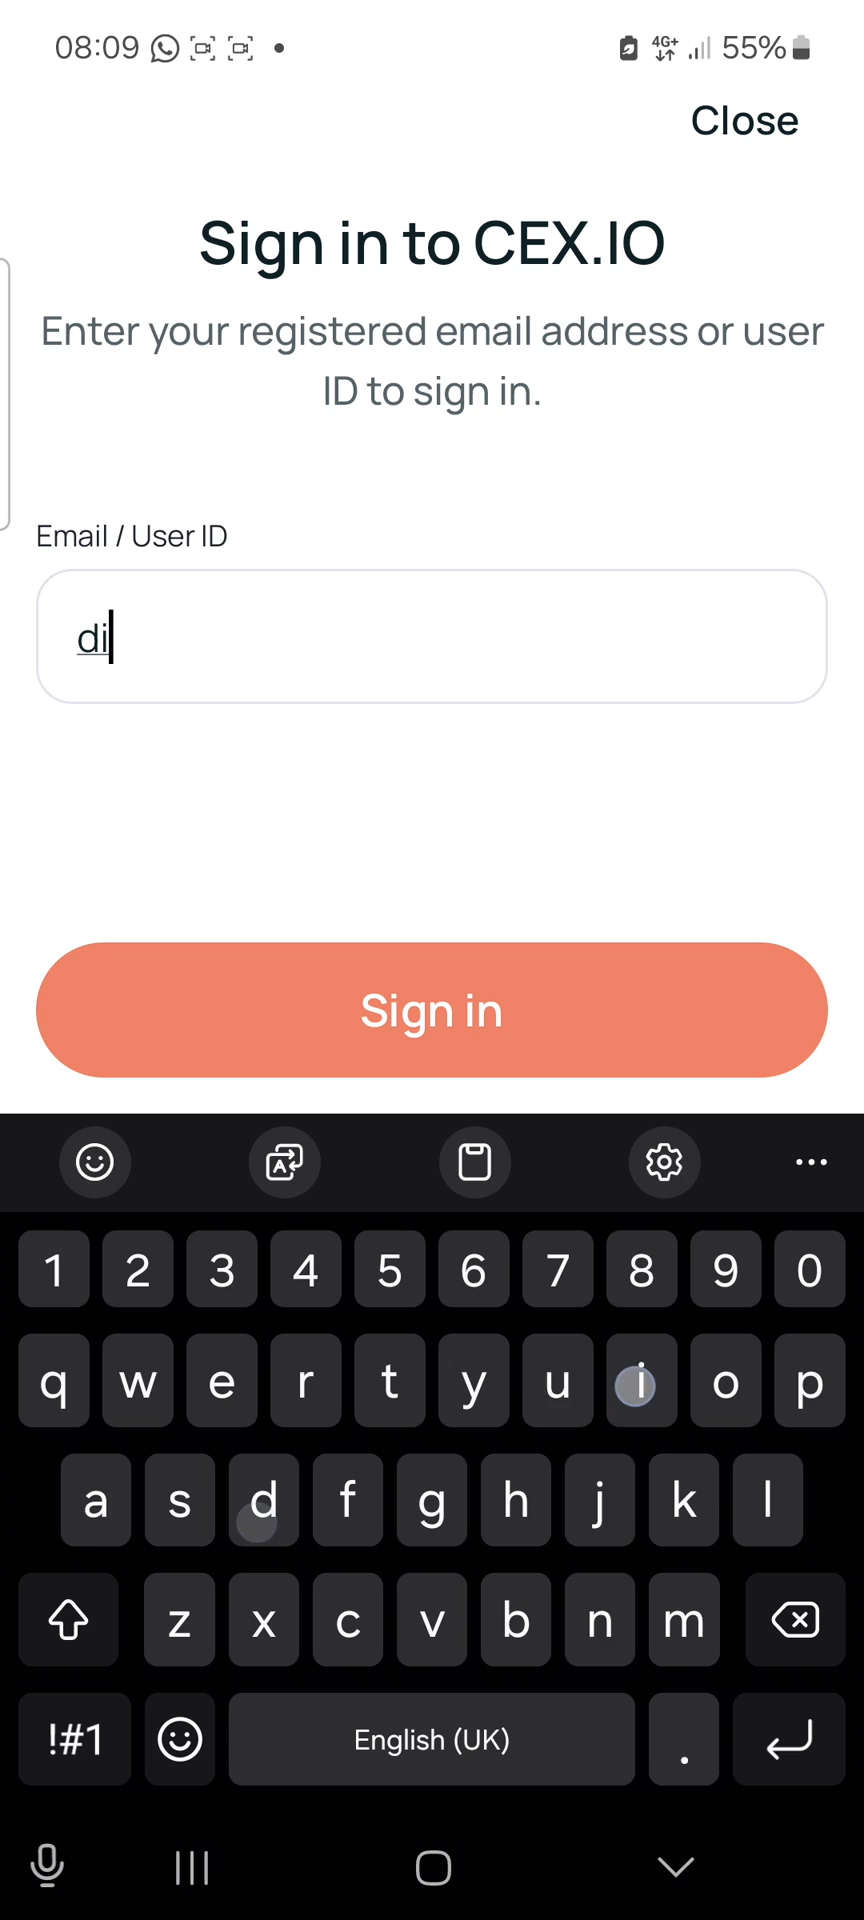 08:09
4G+
55%
Close
Sign in to CEX.IO
Enter your registered email address or user
ID to sign in.
Email / User ID
di
Sign in
1 2 3 4 5 6 7 8 9 0
q w e r t y u i o p
a s d f g h j k l
z x c v b n m
!#1 English (UK) .